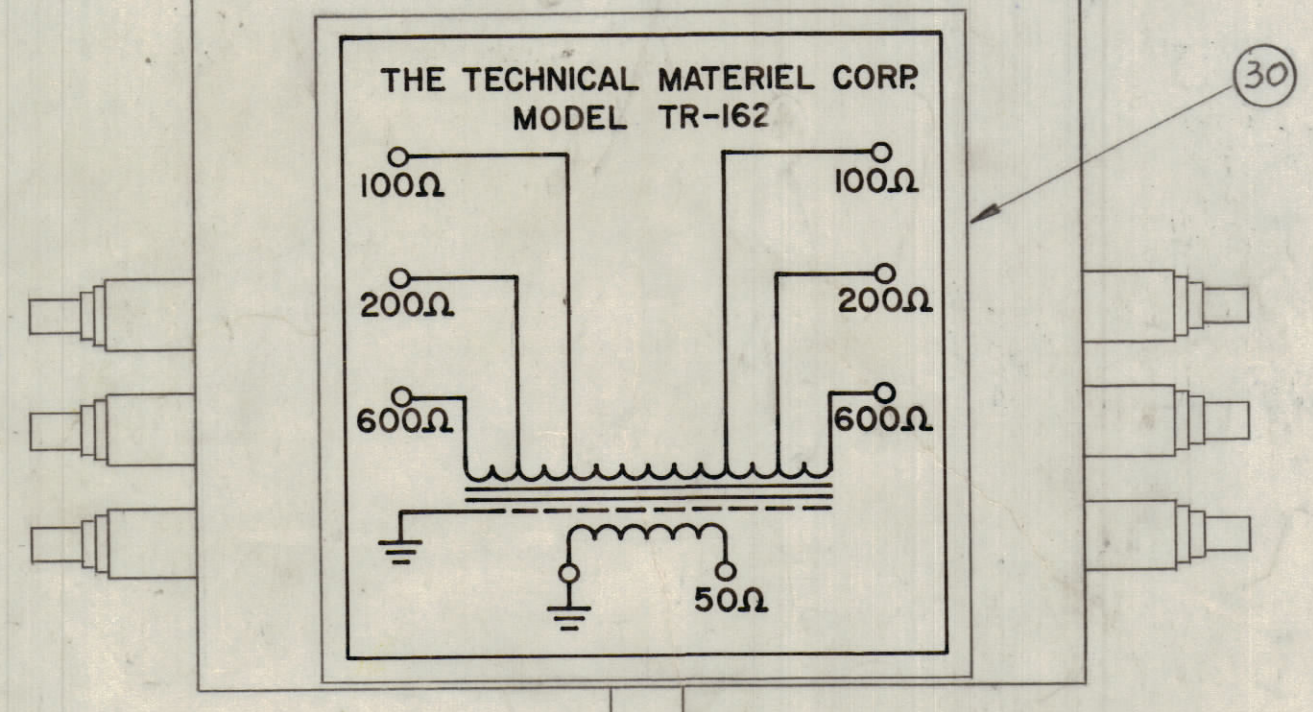 THE TECHNICAL MATERIEL CORP.
MODEL TR-162
30
100Ω 100Ω
200Ω 200Ω
600Ω 600Ω
50Ω